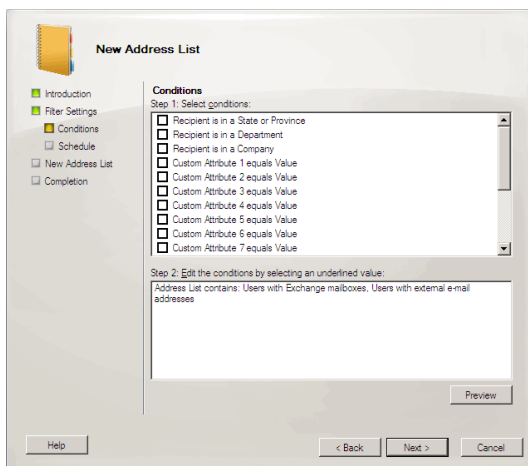 New Address List
Introduction
Filter Settings
Conditions
Schedule
New Address List
Completion
Conditions
Step 1: Select conditions:
Recipient is in a State or Province
Recipient is in a Department
Recipient is in a Company
Custom Attribute 1 equals Value
Custom Attribute 2 equals Value
Custom Attribute 3 equals Value
Custom Attribute 4 equals Value
Custom Attribute 5 equals Value
Custom Attribute 6 equals Value
Custom Attribute 7 equals Value
Step 2: Edit the conditions by selecting an underlined value:
Address List contains: Users with Exchange mailboxes, Users with external e-mail
addresses
Preview
Help
< Back
Next >
Cancel